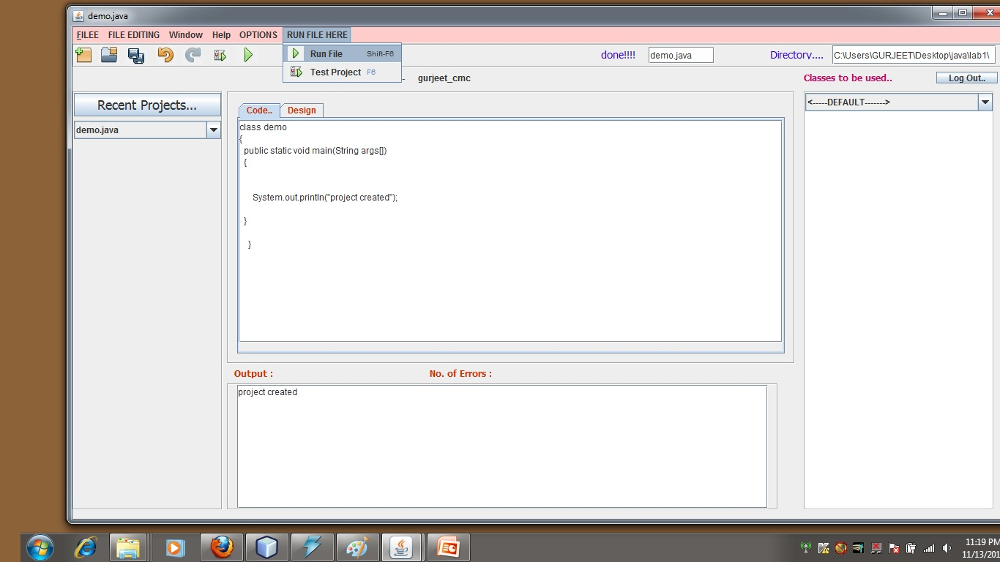 demo.java
FILEE FILE EDITING Window Help OPTIONS RUN FILE HERE
Run File Shift-F6
Test Project F6
done!!!! demo.java Directory.... C:\Users\GURJEET\Desktop\java\lab1\
gurjeet_cmc
Classes to be used.. Log Out..
Recent Projects...
demo.java
<-----DEFAULT------->
Code.. Design
class demo
{
public static void main(String args[])
{
System.out.println("project created");
}
}
Output : No. of Errors :
project created
11:19 PM
11/13/201